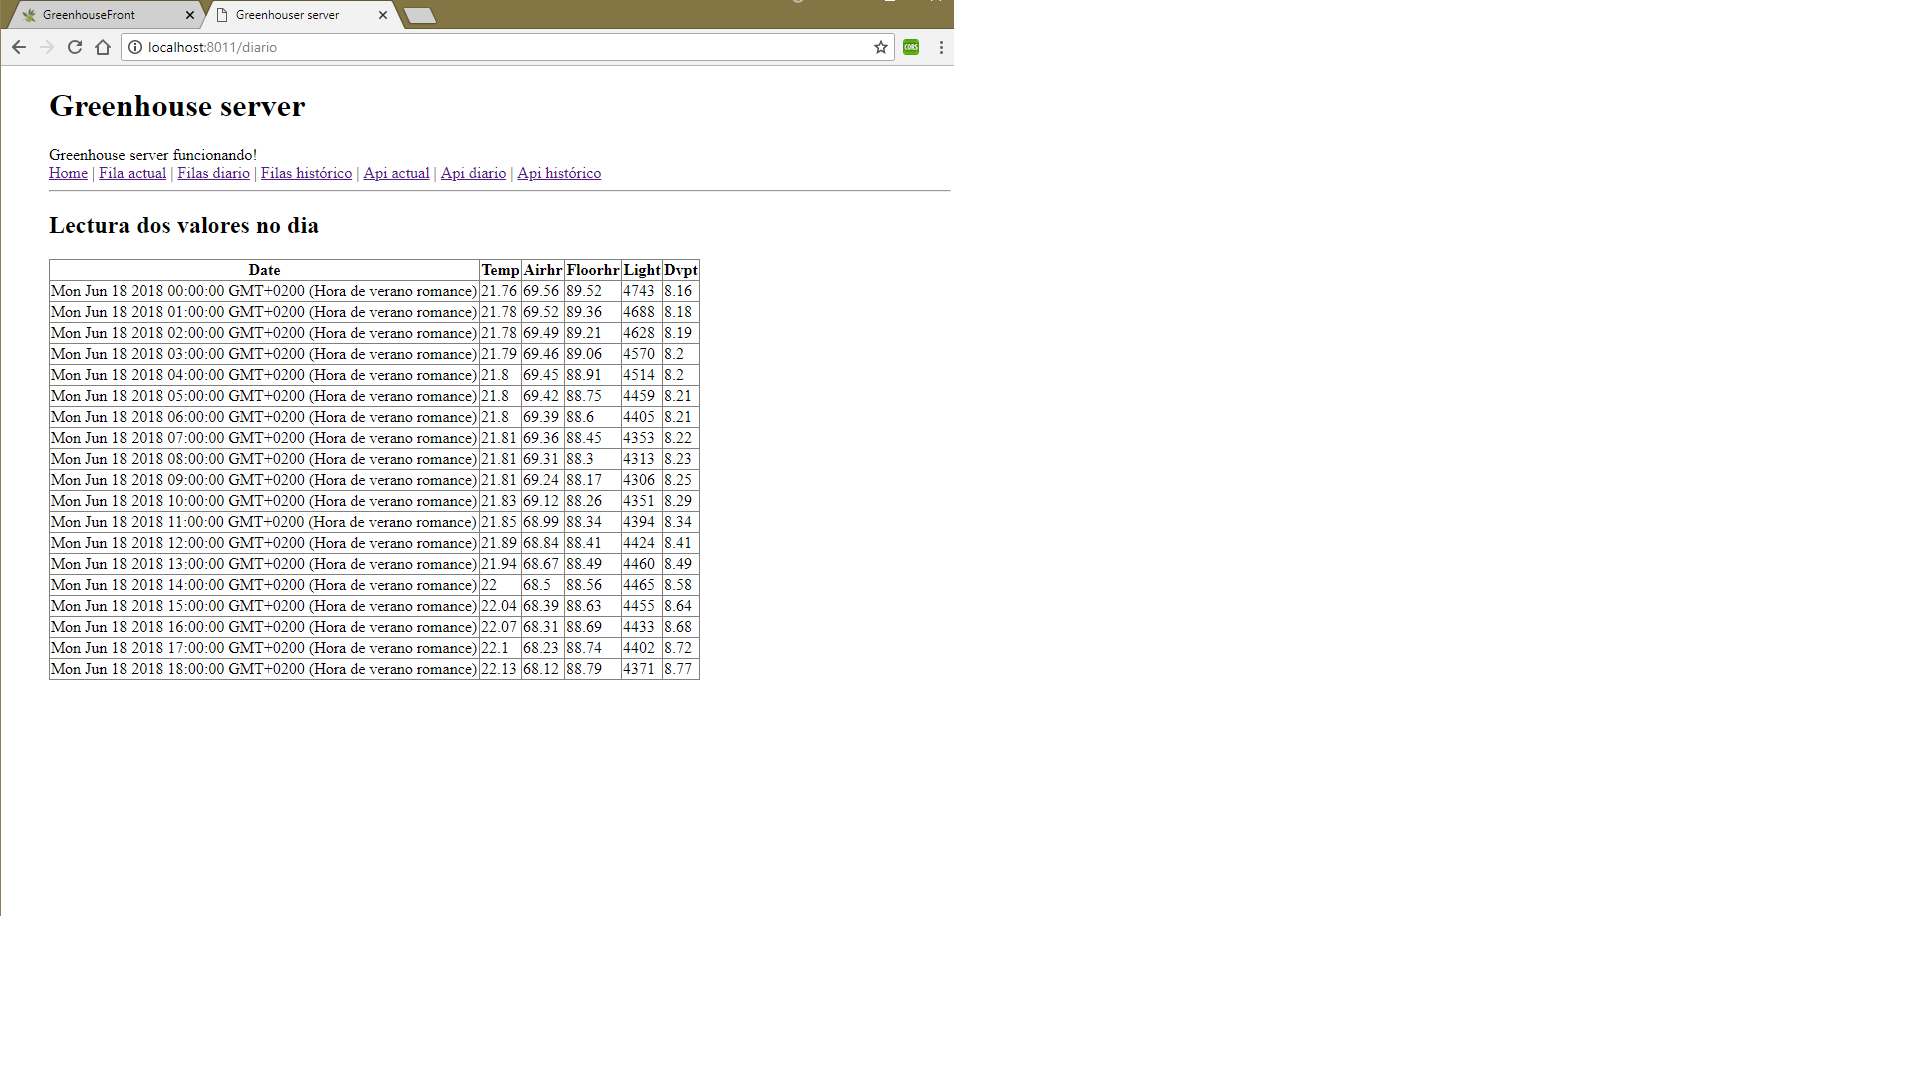 GreenhouseFront
Greenhouser server
localhost:8011/diario
CORS
Greenhouse server
Greenhouse server funcionando!
Home | Fila actual | Filas diario | Filas histórico | Api actual | Api diario | Api histórico
Lectura dos valores no dia
Date Temp Airhr Floorhr Light Dvpt
Mon Jun 18 2018 00:00:00 GMT+0200 (Hora de verano romance) 21.76 69.56 89.52 4743 8.16
Mon Jun 18 2018 01:00:00 GMT+0200 (Hora de verano romance) 21.78 69.52 89.36 4688 8.18
Mon Jun 18 2018 02:00:00 GMT+0200 (Hora de verano romance) 21.78 69.49 89.21 4628 8.19
Mon Jun 18 2018 03:00:00 GMT+0200 (Hora de verano romance) 21.79 69.46 89.06 4570 8.2
Mon Jun 18 2018 04:00:00 GMT+0200 (Hora de verano romance) 21.8 69.45 88.91 4514 8.2
Mon Jun 18 2018 05:00:00 GMT+0200 (Hora de verano romance) 21.8 69.42 88.75 4459 8.21
Mon Jun 18 2018 06:00:00 GMT+0200 (Hora de verano romance) 21.8 69.39 88.6 4405 8.21
Mon Jun 18 2018 07:00:00 GMT+0200 (Hora de verano romance) 21.81 69.36 88.45 4353 8.22
Mon Jun 18 2018 08:00:00 GMT+0200 (Hora de verano romance) 21.81 69.31 88.3 4313 8.23
Mon Jun 18 2018 09:00:00 GMT+0200 (Hora de verano romance) 21.81 69.24 88.17 4306 8.25
Mon Jun 18 2018 10:00:00 GMT+0200 (Hora de verano romance) 21.83 69.12 88.26 4351 8.29
Mon Jun 18 2018 11:00:00 GMT+0200 (Hora de verano romance) 21.85 68.99 88.34 4394 8.34
Mon Jun 18 2018 12:00:00 GMT+0200 (Hora de verano romance) 21.89 68.84 88.41 4424 8.41
Mon Jun 18 2018 13:00:00 GMT+0200 (Hora de verano romance) 21.94 68.67 88.49 4460 8.49
Mon Jun 18 2018 14:00:00 GMT+0200 (Hora de verano romance) 22 68.5 88.56 4465 8.58
Mon Jun 18 2018 15:00:00 GMT+0200 (Hora de verano romance) 22.04 68.39 88.63 4455 8.64
Mon Jun 18 2018 16:00:00 GMT+0200 (Hora de verano romance) 22.07 68.31 88.69 4433 8.68
Mon Jun 18 2018 17:00:00 GMT+0200 (Hora de verano romance) 22.1 68.23 88.74 4402 8.72
Mon Jun 18 2018 18:00:00 GMT+0200 (Hora de verano romance) 22.13 68.12 88.79 4371 8.77